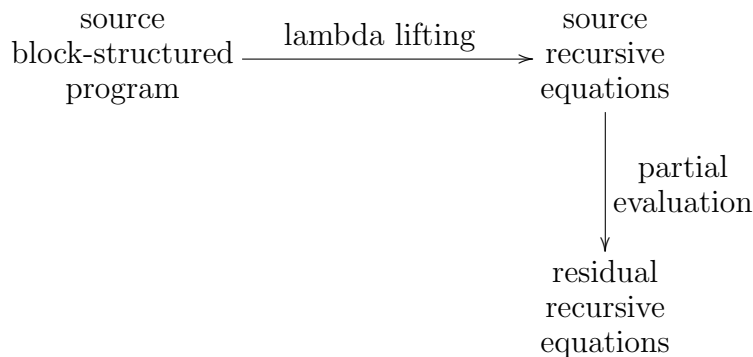 source
block-structured
program
lambda lifting
source
recursive
equations
partial
evaluation
residual
recursive
equations